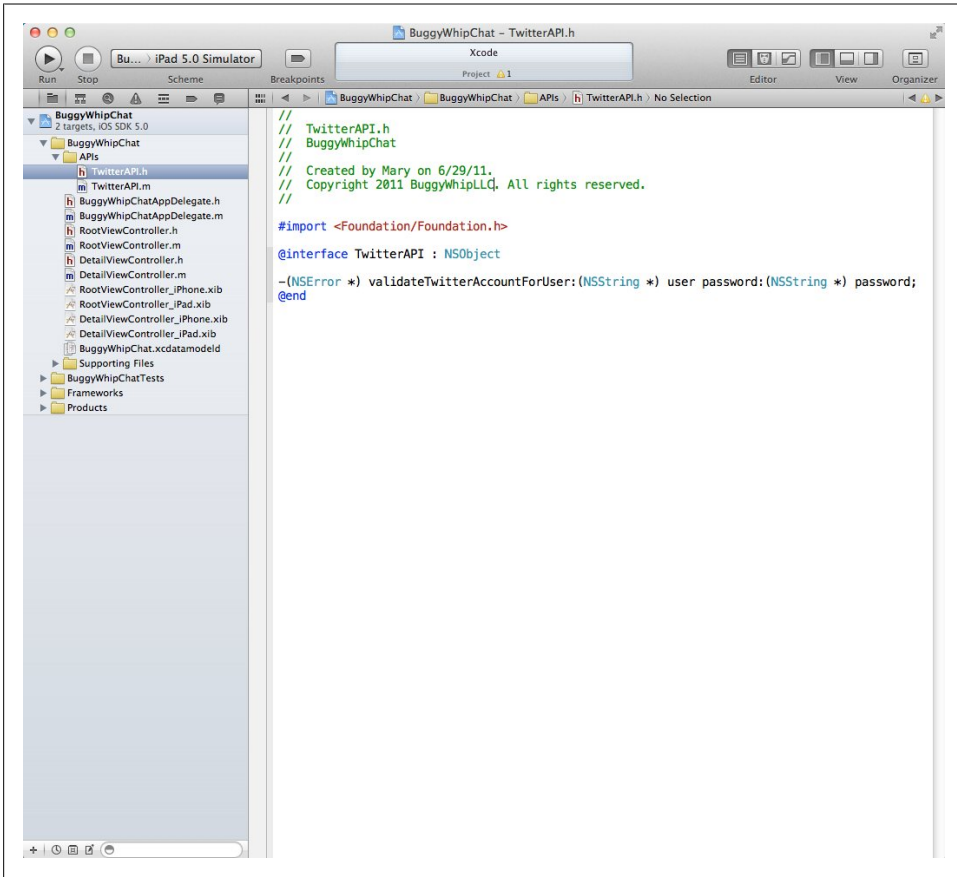 BuggyWhipChat – TwitterAPI.h
Bu... › iPad 5.0 Simulator
Xcode
Project 1
Run Stop Scheme Breakpoints Editor View Organizer
BuggyWhipChat › BuggyWhipChat › APIs › h TwitterAPI.h › No Selection
BuggyWhipChat
2 targets, iOS SDK 5.0
BuggyWhipChat
APIs
h TwitterAPI.h
m TwitterAPI.m
h BuggyWhipChatAppDelegate.h
m BuggyWhipChatAppDelegate.m
h RootViewController.h
m RootViewController.m
h DetailViewController.h
m DetailViewController.m
RootViewController_iPhone.xib
RootViewController_iPad.xib
DetailViewController_iPhone.xib
DetailViewController_iPad.xib
BuggyWhipChat.xcdatamodeld
Supporting Files
BuggyWhipChatTests
Frameworks
Products
//
//  TwitterAPI.h
//  BuggyWhipChat
//
//  Created by Mary on 6/29/11.
//  Copyright 2011 BuggyWhipLLC. All rights reserved.
//
#import <Foundation/Foundation.h>
@interface TwitterAPI : NSObject
-(NSError *) validateTwitterAccountForUser:(NSString *) user password:(NSString *) password;
@end